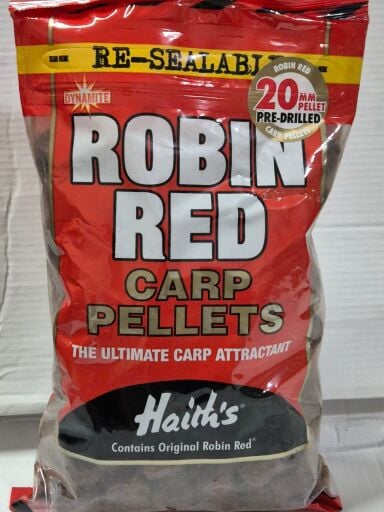 RE-SEALABLE
DYNAMITE
ROBIN RED
20MM
PELLET
PRE-DRILLED
CARP PELLETS
ROBIN
RED
CARP
PELLETS
THE ULTIMATE CARP ATTRACTANT
Haith's
Contains Original Robin Red®